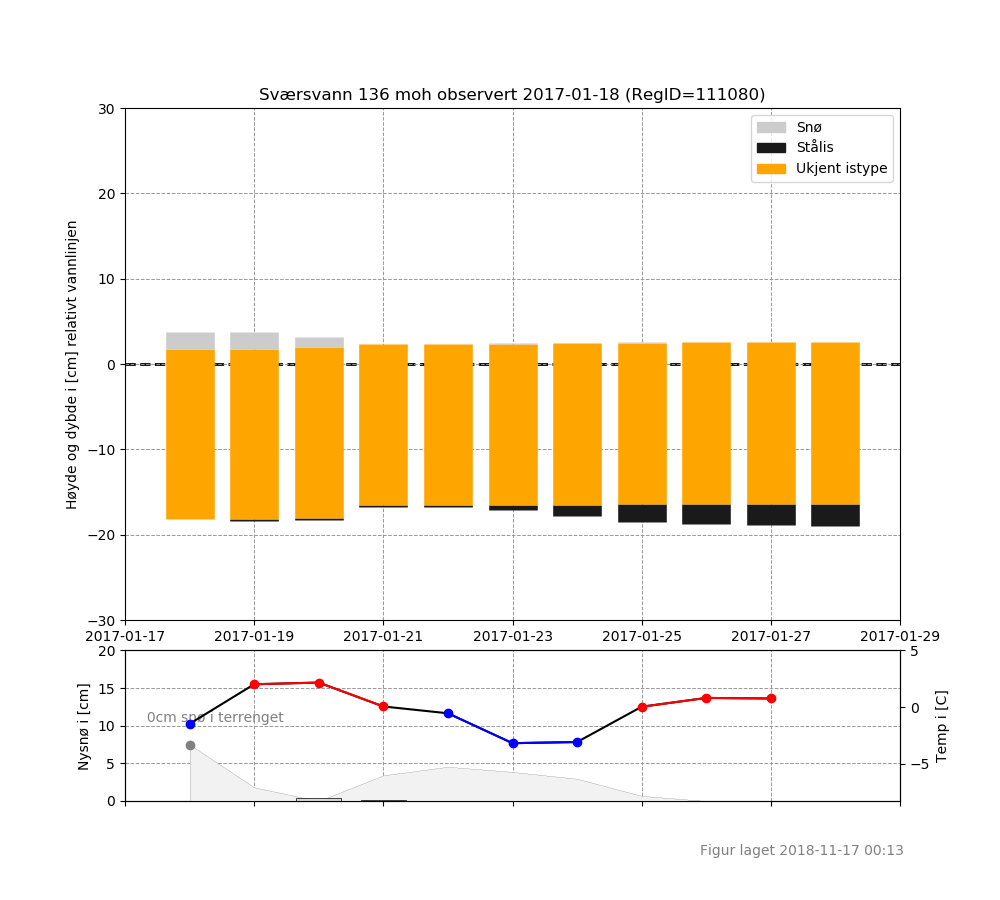 Sværsvann 136 moh observert 2017-01-18 (RegID=111080)
Snø
Stålis
Ukjent istype
Høyde og dybde i [cm] relativt vannlinjen
30
20
10
0
−10
−20
−30
2017-01-17 2017-01-19 2017-01-21 2017-01-23 2017-01-25 2017-01-27 2017-01-29
Nysnø i [cm]
20
15
10
5
0
0cm snø i terrenget
5
0
−5
Temp i [C]
Figur laget 2018-11-17 00:13